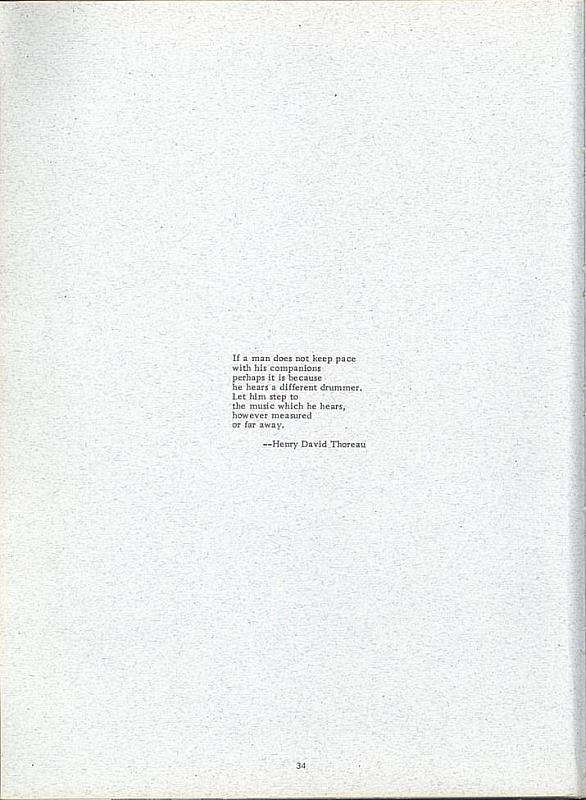 If a man does not keep pace
with his companions
perhaps it is because
he hears a different drummer.
Let him step to
the music which he hears,
however measured
or far away.
--Henry David Thoreau
34